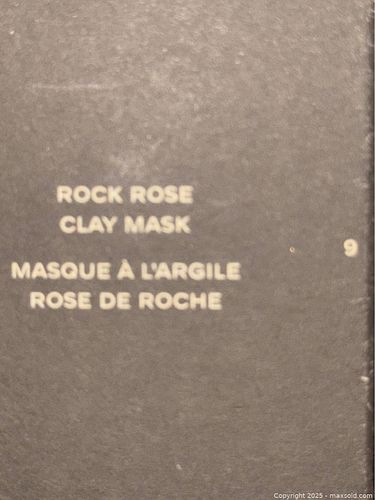 ROCK ROSE
CLAY MASK
MASQUE À L'ARGILE
ROSE DE ROCHE
9
Copyright 2025 - maxsold.com